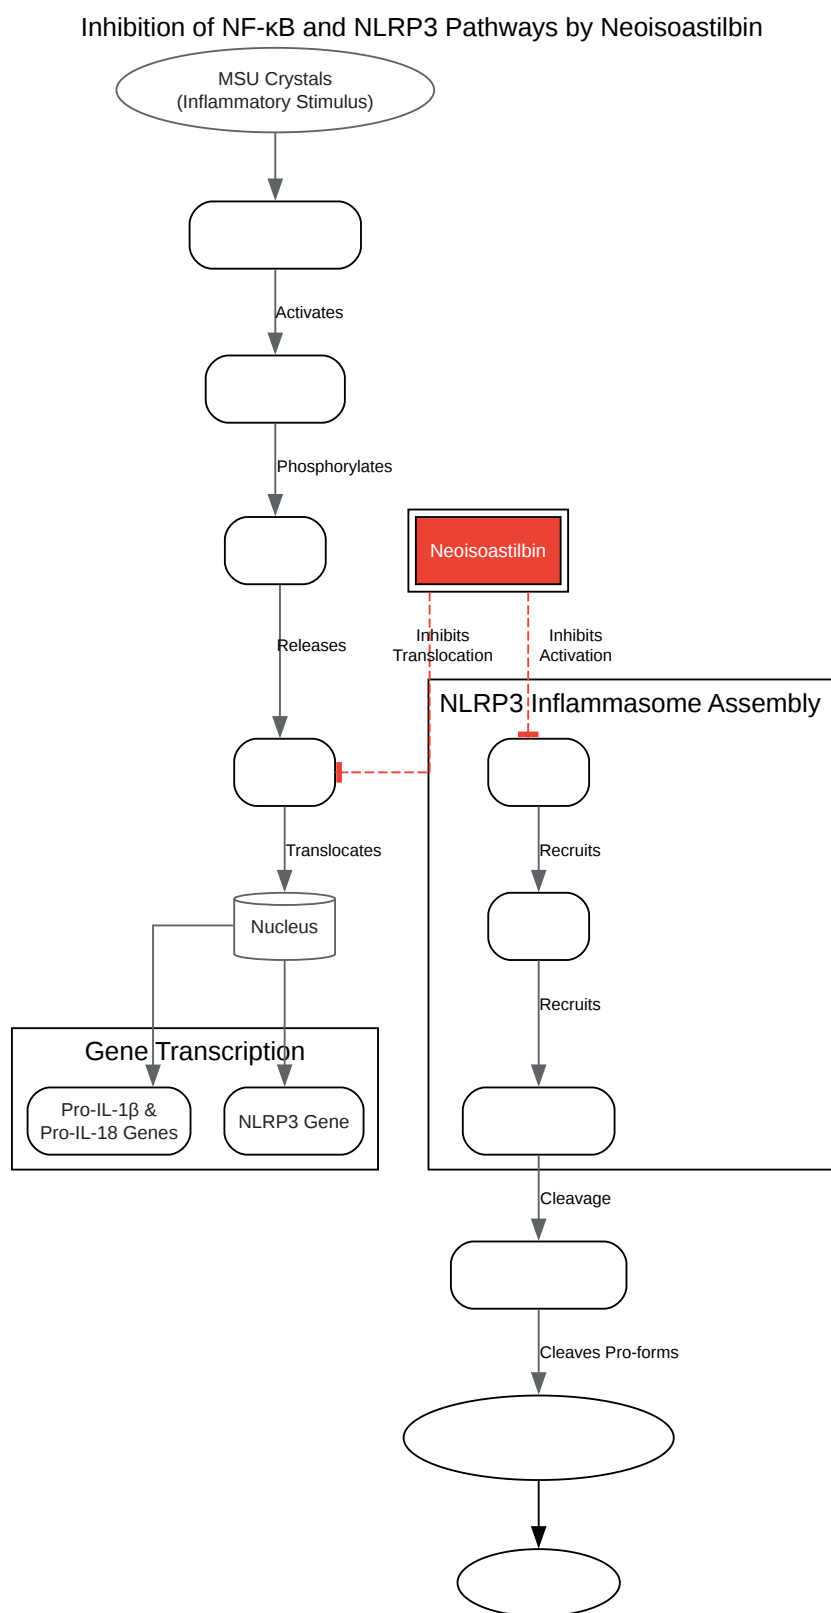 Inhibition of NF-κB and NLRP3 Pathways by Neoisoastilbin
MSU Crystals
(Inflammatory Stimulus)
Activates
Phosphorylates
Neoisoastilbin
Releases
Inhibits
Translocation
Inhibits
Activation
NLRP3 Inflammasome Assembly
Translocates
Recruits
Nucleus
Recruits
Gene Transcription
Pro-IL-1β &
Pro-IL-18 Genes
NLRP3 Gene
Cleavage
Cleaves Pro-forms